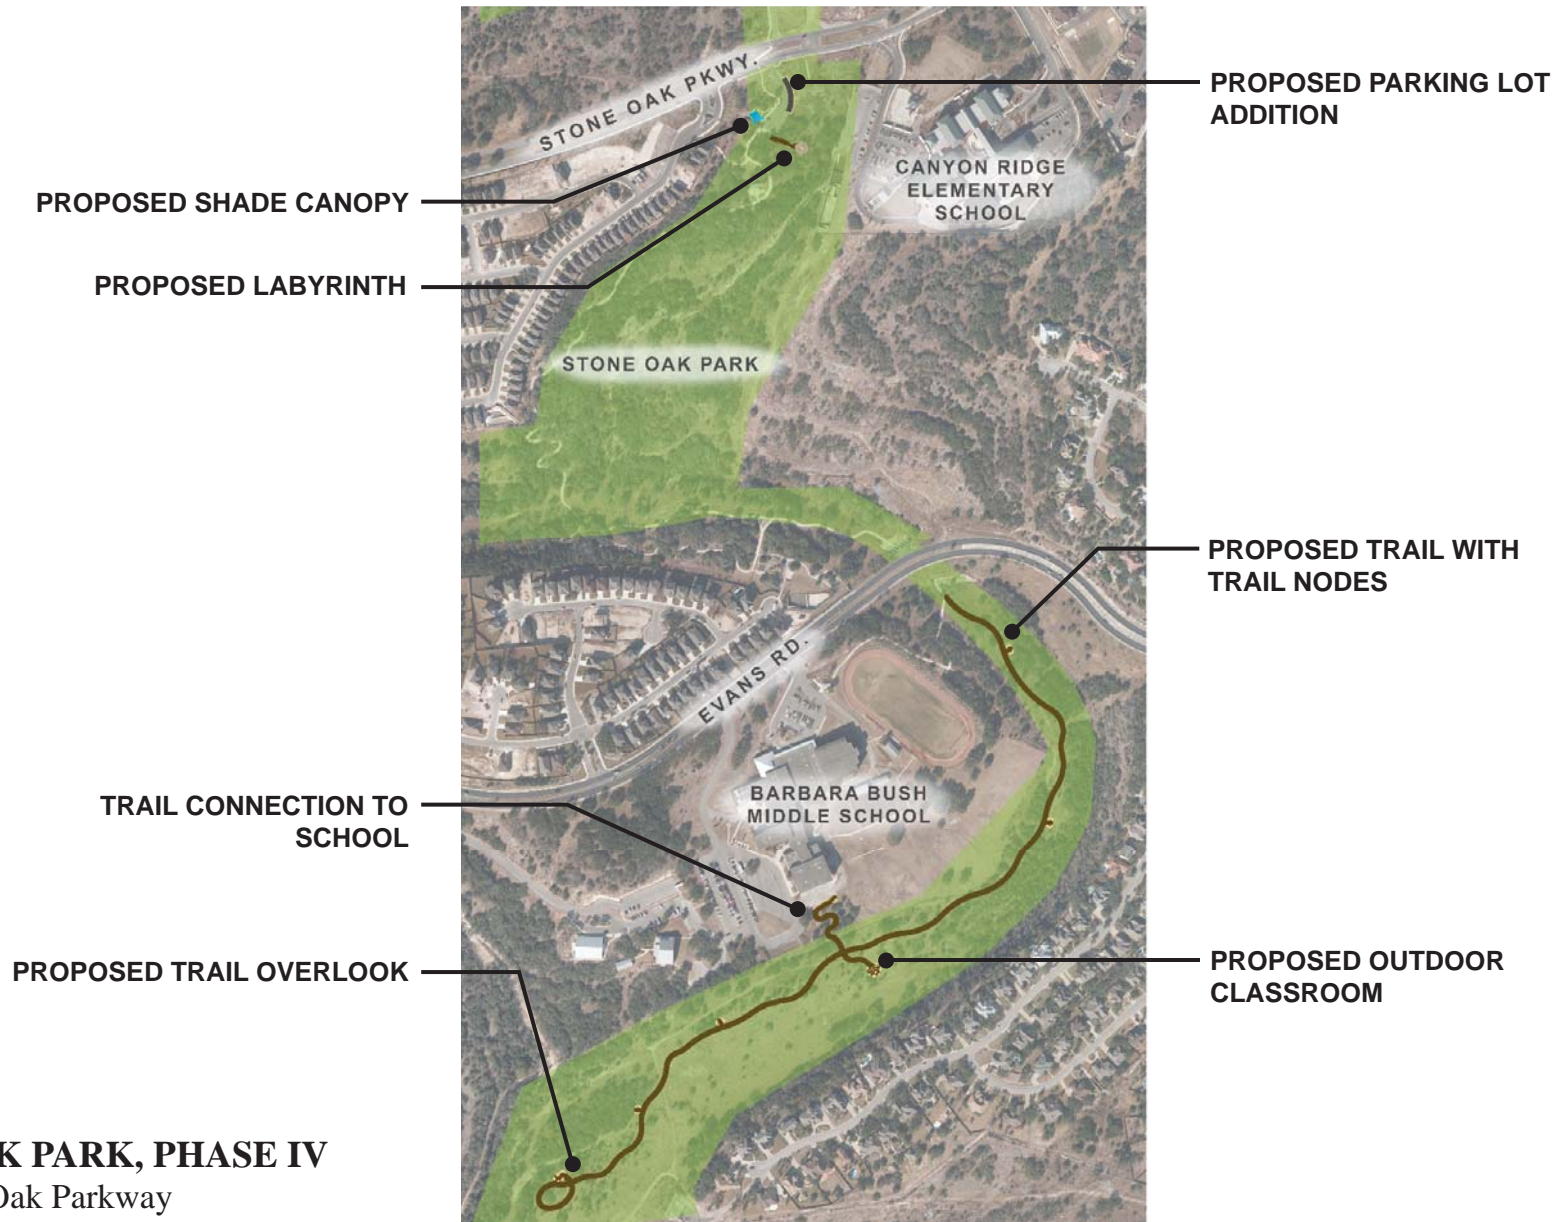 STONE OAK PKWY.
PROPOSED PARKING LOT
ADDITION
CANYON RIDGE
ELEMENTARY
SCHOOL
PROPOSED SHADE CANOPY
PROPOSED LABYRINTH
STONE OAK PARK
PROPOSED TRAIL WITH
TRAIL NODES
EVANS RD.
TRAIL CONNECTION TO
SCHOOL
BARBARA BUSH
MIDDLE SCHOOL
PROPOSED TRAIL OVERLOOK
PROPOSED OUTDOOR
CLASSROOM
K PARK, PHASE IV
Oak Parkway